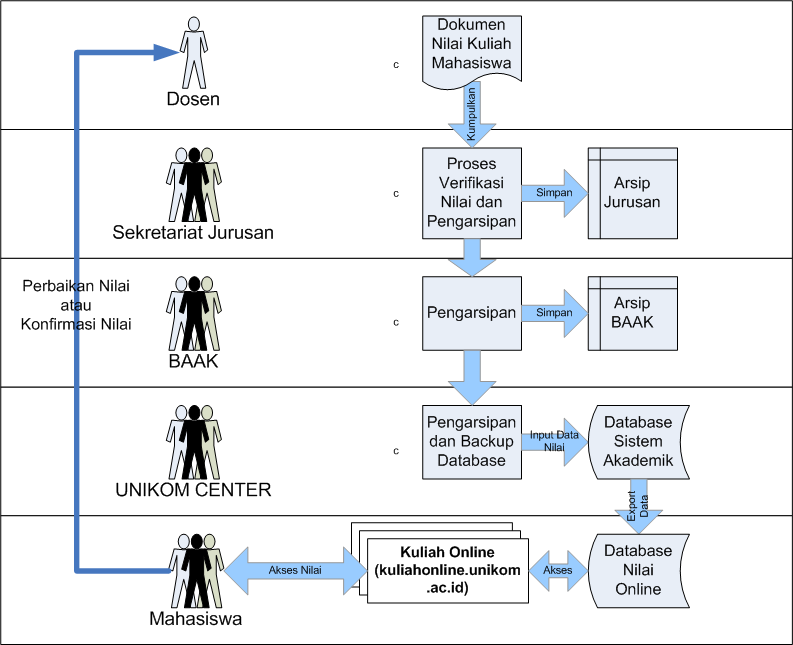 Dosen
c
Dokumen
Nilai Kuliah
Mahasiswa
Kumpulkan
Sekretariat Jurusan
c
Proses
Verifikasi
Nilai dan
Pengarsipan
Simpan
Arsip
Jurusan
Perbaikan Nilai
atau
Konfirmasi Nilai
BAAK
c
Pengarsipan
Simpan
Arsip
BAAK
UNIKOM CENTER
c
Pengarsipan
dan Backup
Database
Input Data
Nilai
Database
Sistem
Akademik
Export
Data
Mahasiswa
Akses Nilai
Kuliah Online
(kuliahonline.unikom
.ac.id)
Akses
Database
Nilai
Online